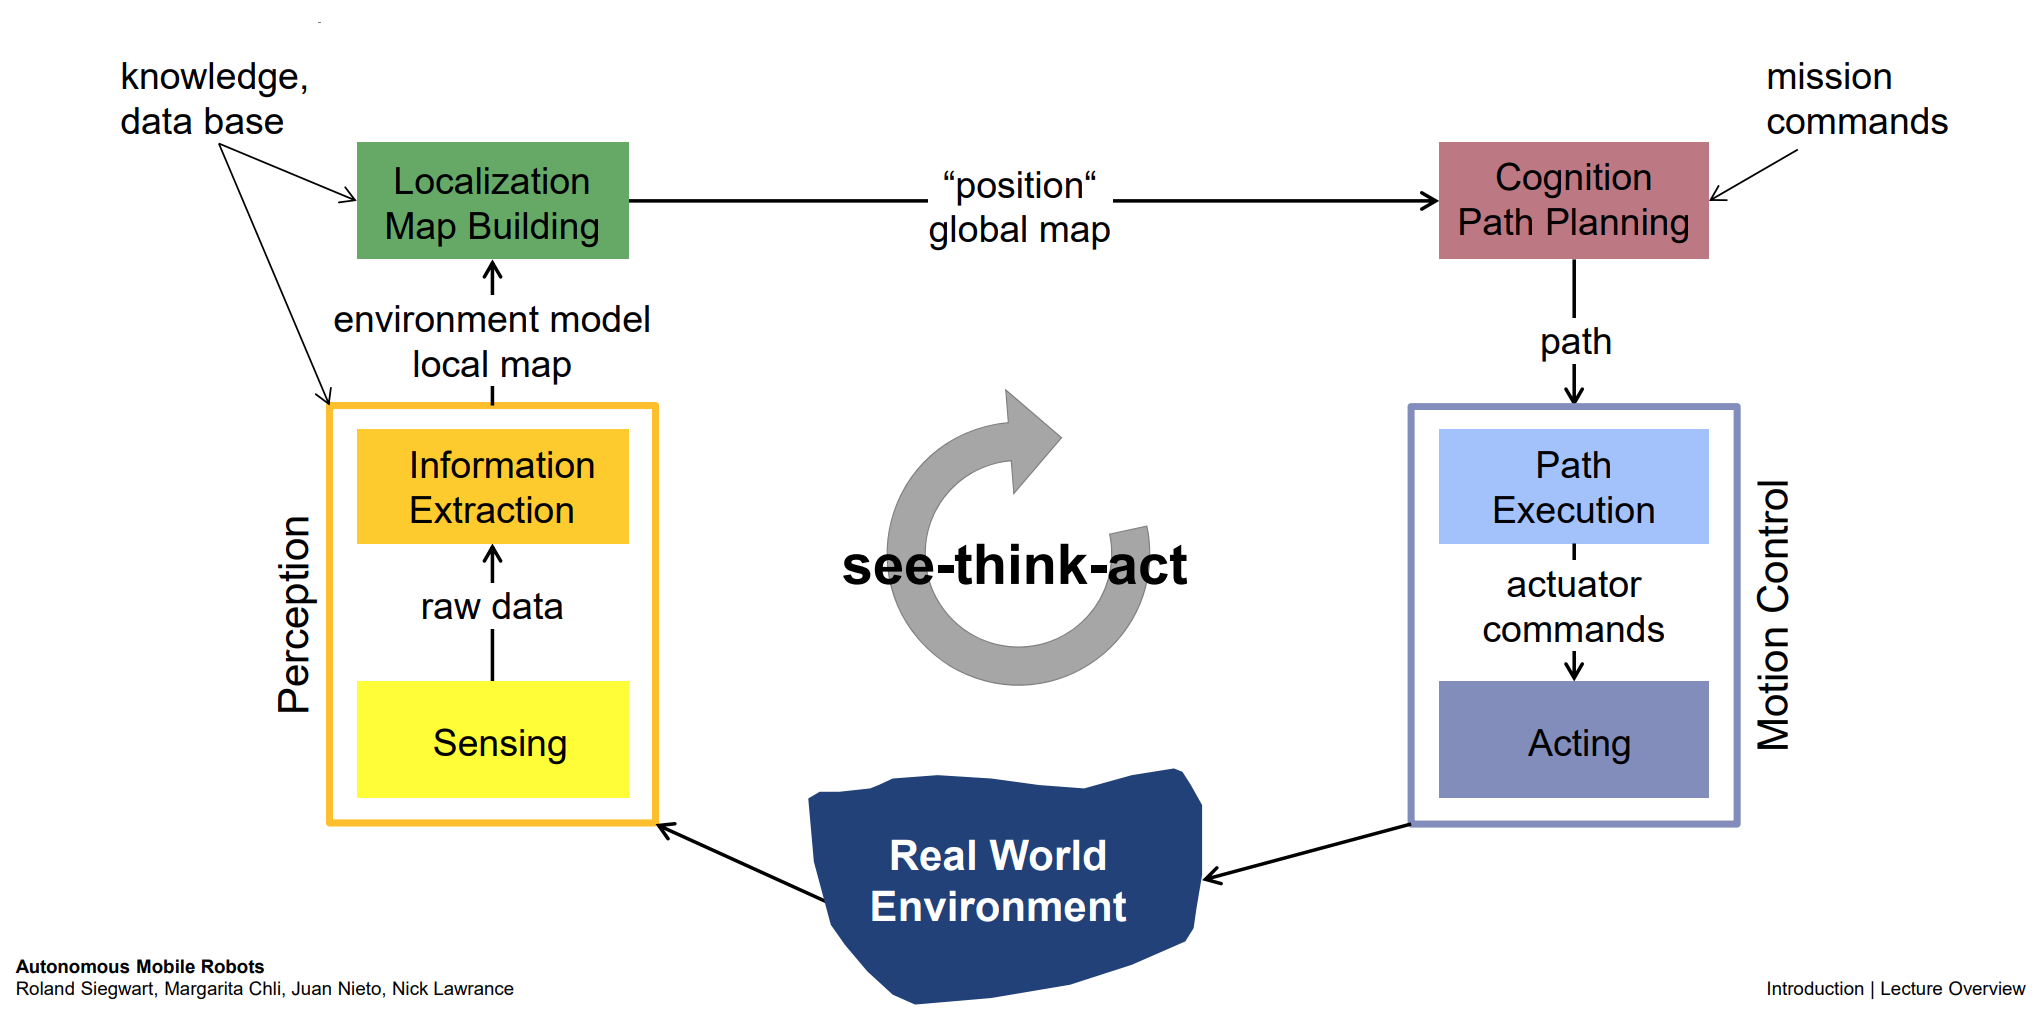 knowledge,
data base
mission
commands
Localization
Map Building
“position“
global map
Cognition
Path Planning
environment model
local map
path
Perception
Information
Extraction
raw data
Sensing
see-think-act
Path
Execution
actuator
commands
Acting
Motion Control
Real World
Environment
Autonomous Mobile Robots
Roland Siegwart, Margarita Chli, Juan Nieto, Nick Lawrance
Introduction | Lecture Overview